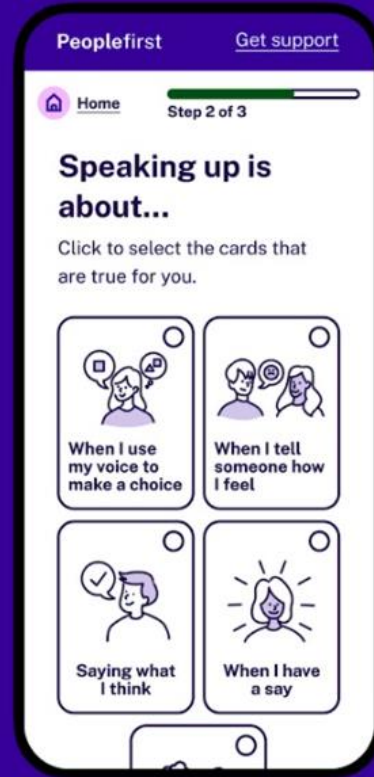 Peoplefirst
Get support
Home
Step 2 of 3
Speaking up is
about...
Click to select the cards that
are true for you.
When I use
my voice to
make a choice
When I tell
someone how
I feel
Saying what
I think
When I have
a say